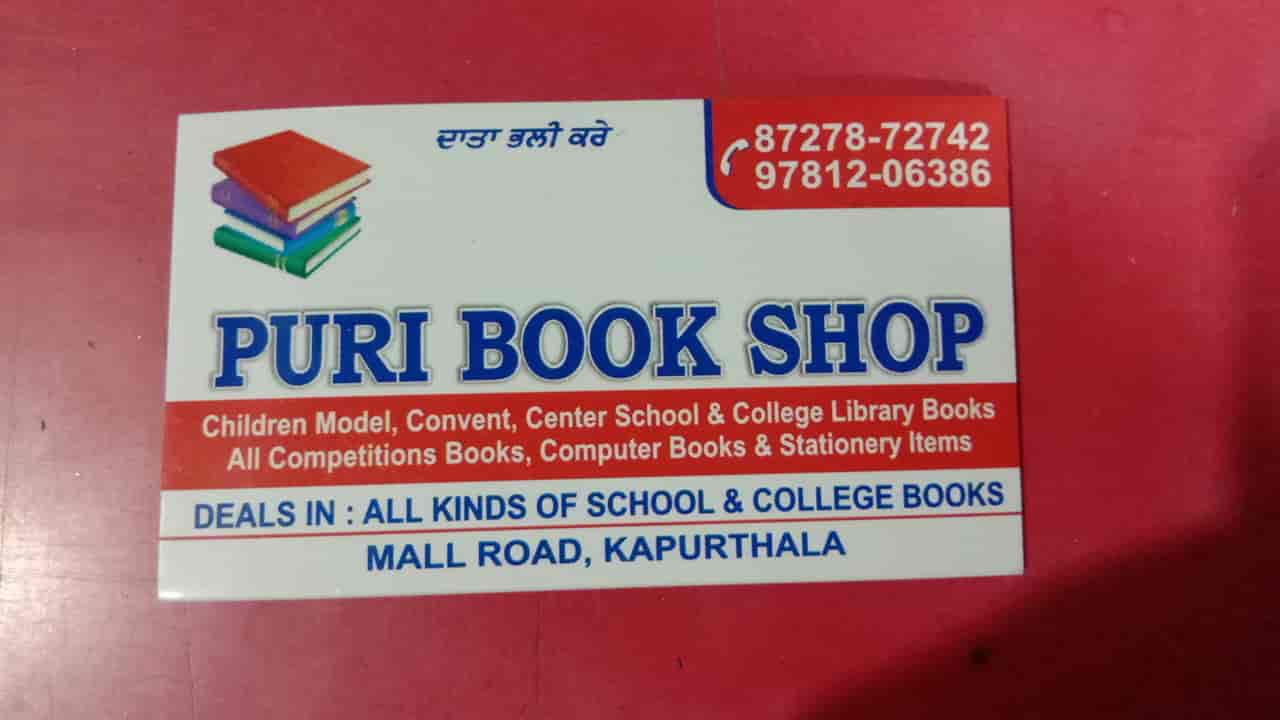 ਦਾਤਾ ਭਲੀ ਕਰੇ
87278-72742
97812-06386
PURI BOOK SHOP
Children Model, Convent, Center School & College Library Books
All Competitions Books, Computer Books & Stationery Items
DEALS IN : ALL KINDS OF SCHOOL & COLLEGE BOOKS
MALL ROAD, KAPURTHALA